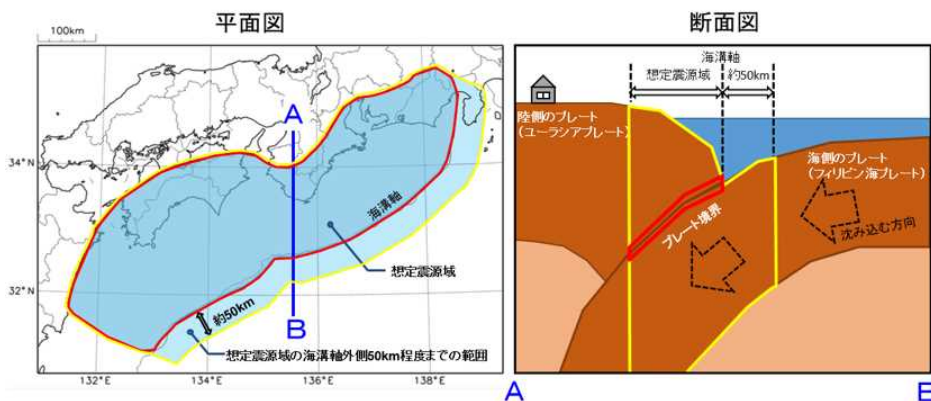 平面図
断面図
100km
海溝軸
想定震源域
約50km
A
陸側のプレート
(ユーラシアプレート)
34°N
海溝軸
海側のプレート
(フィリピン海プレート)
プレート境界
沈み込む方向
想定震源域
32°N
約50km
B
想定震源域の海溝軸外側50km程度までの範囲
132°E
134°E
136°E
138°E
A
B